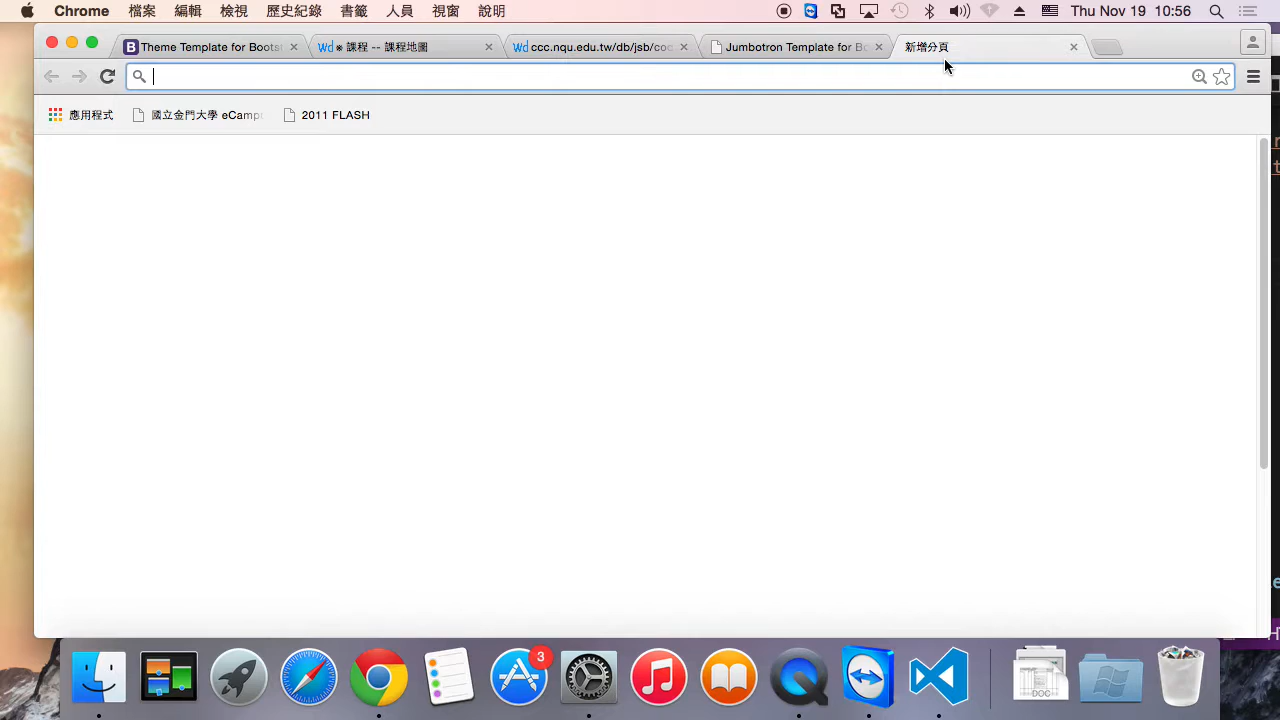 Chrome 檔案 編輯 檢視 歷史紀錄 書籤 人員 視窗 說明 Thu Nov 19 10:56
Theme Template for Boots
Wd ※ 課程 -- 課程地圖
Wd ccc.nqu.edu.tw/db/jsb/coc
Jumbotron Template for Bo
新增分頁
應用程式 國立金門大學 eCampu 2011 FLASH
3
DOC